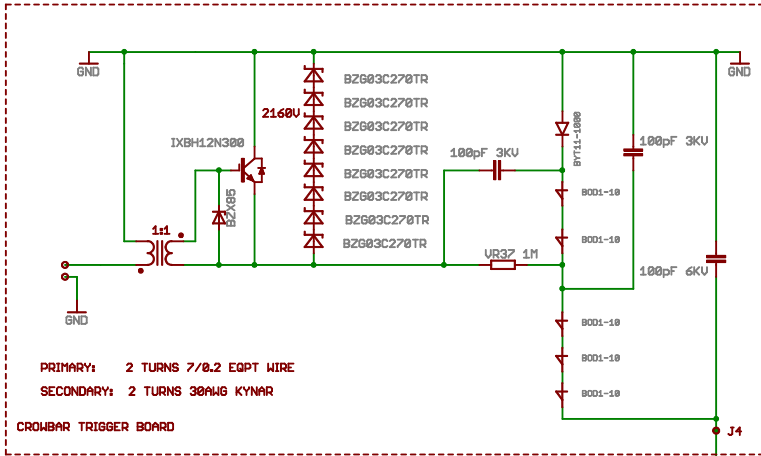 GND
GND
BZG03C270TR
BZG03C270TR
2160V
BZG03C270TR
BYT11-1000
IXBH12N300
BZG03C270TR
100pF 3KV
100pF 3KV
BZG03C270TR
BZX85
BZG03C270TR
BOD1-10
BZG03C270TR
1:1
BZG03C270TR
BOD1-10
VR37 1M
100pF 6KV
GND
BOD1-10
BOD1-10
BOD1-10
PRIMARY: 2 TURNS 7/0.2 EQPT WIRE
SECONDARY: 2 TURNS 30AWG KYNAR
CROWBAR TRIGGER BOARD
J4